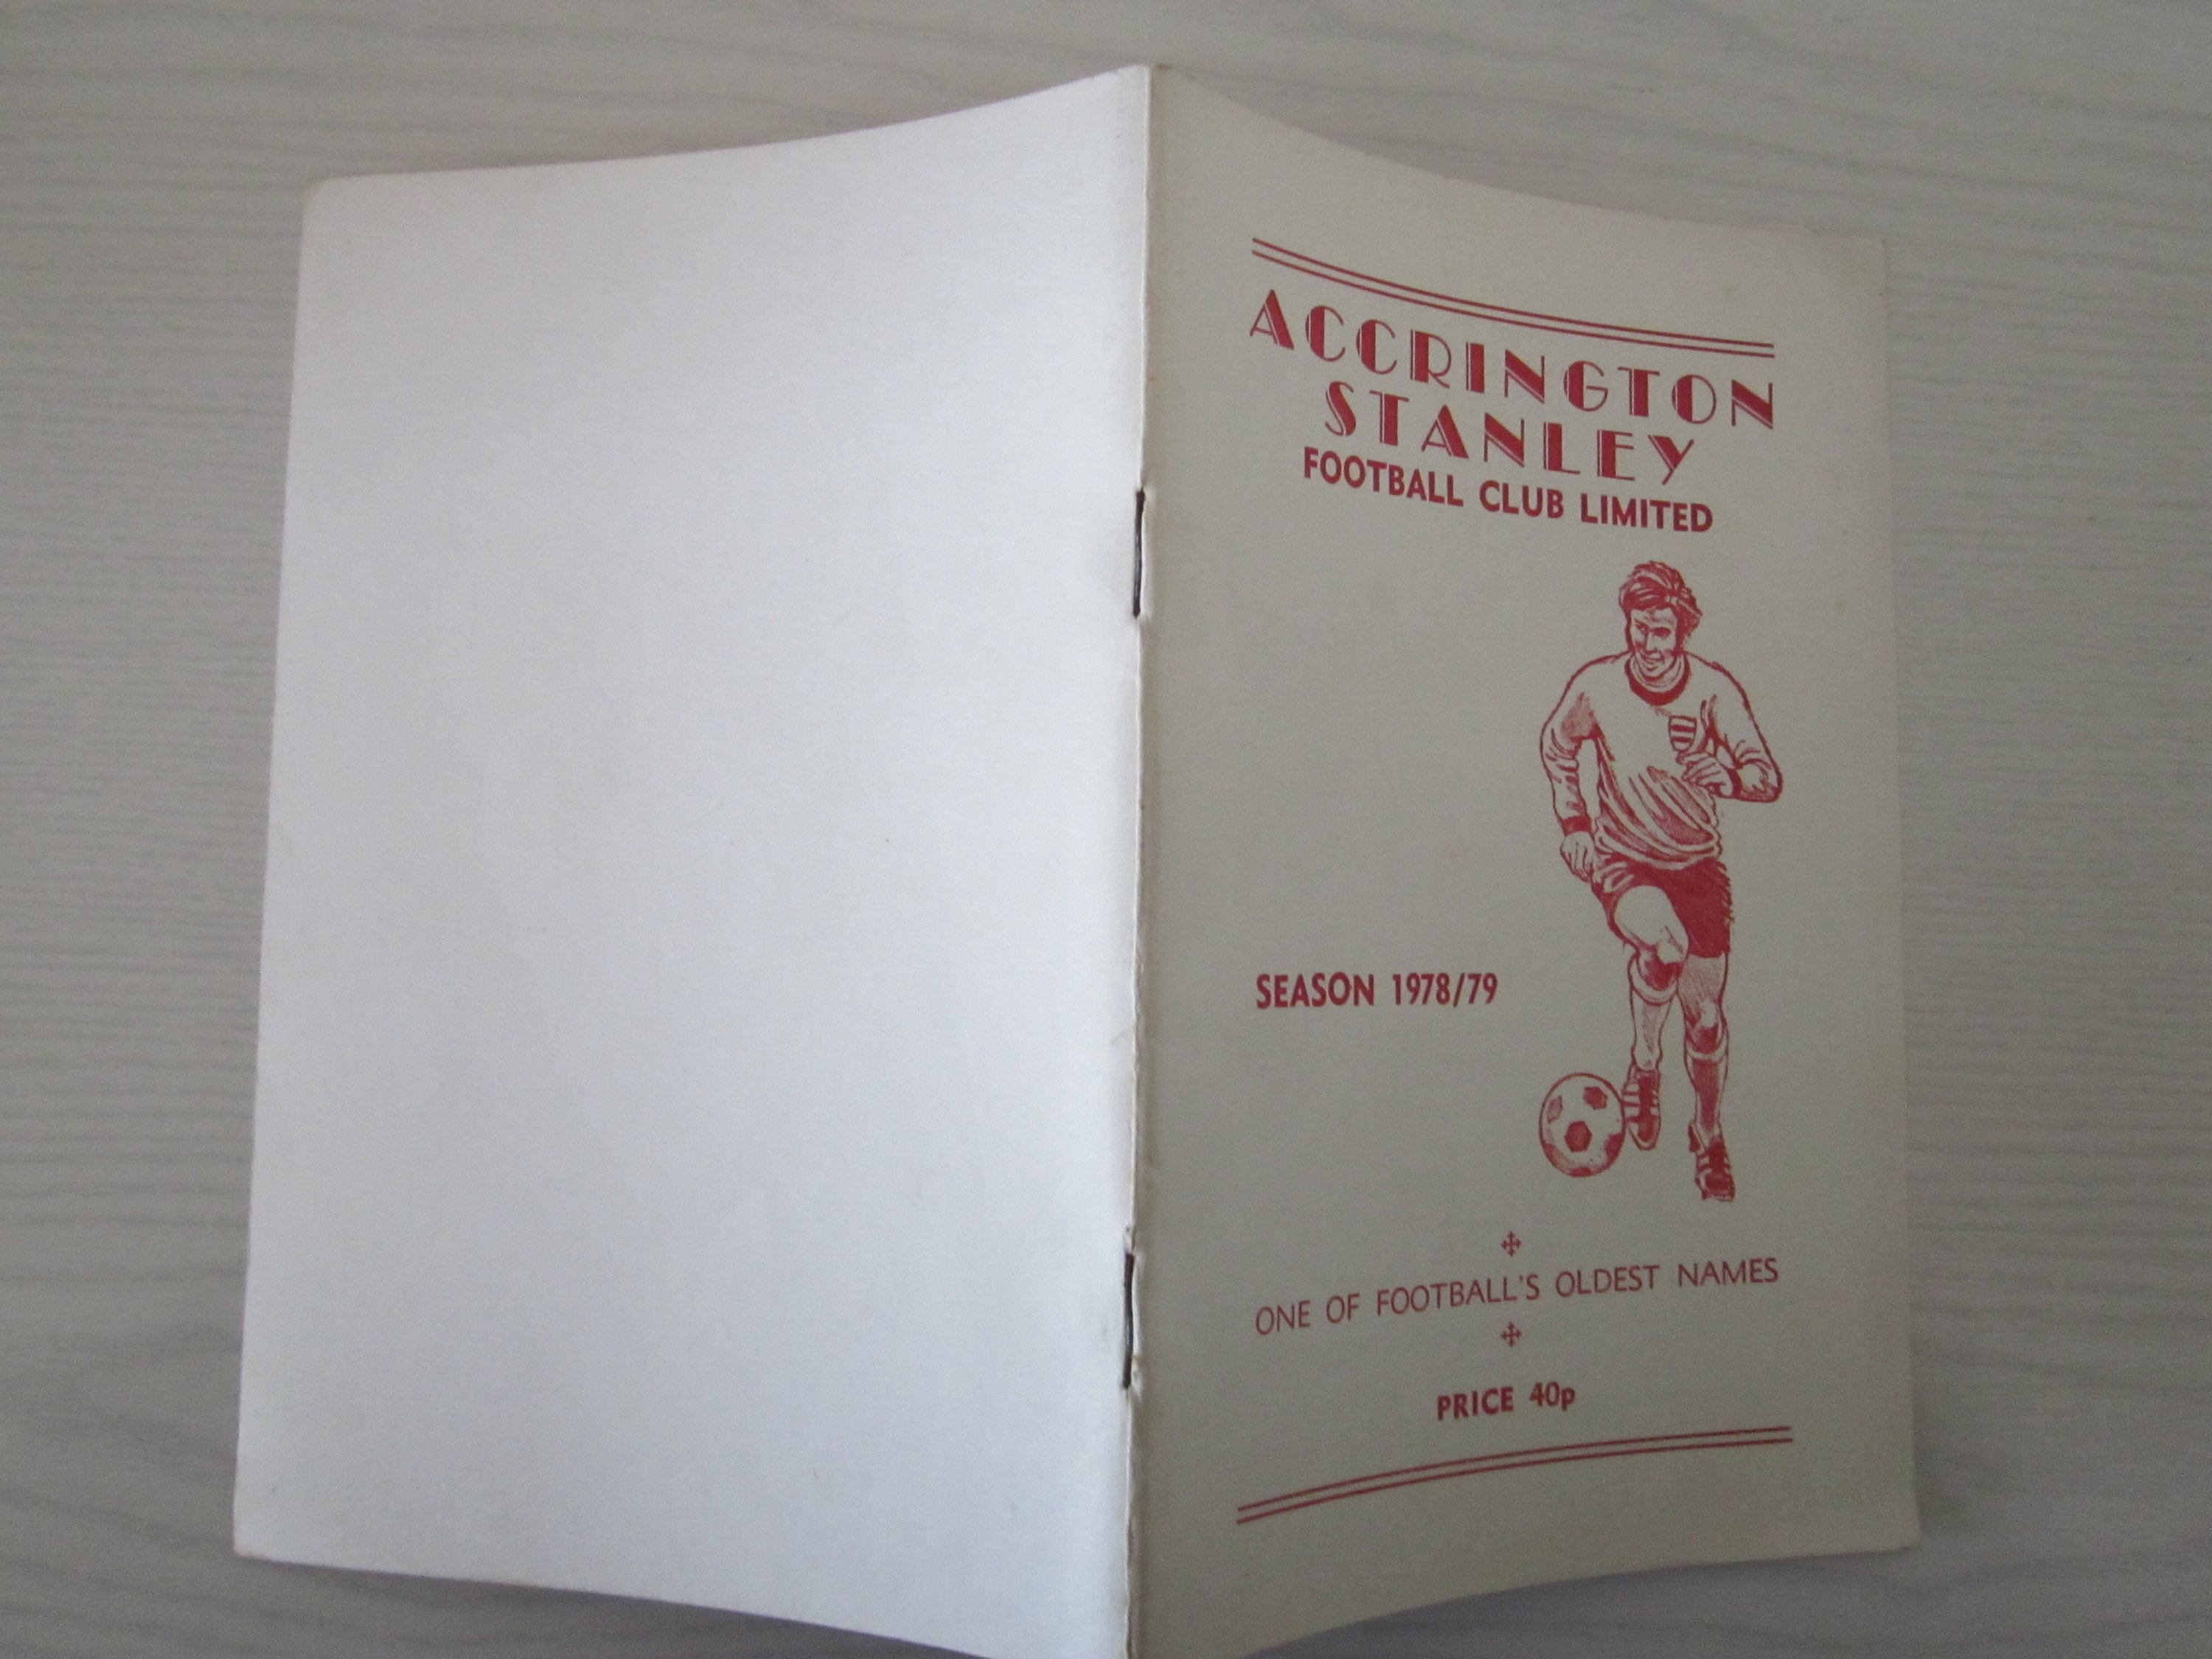 ACCRINGTON
STANLEY
FOOTBALL CLUB LIMITED
SEASON 1978/79
ONE OF FOOTBALL'S OLDEST NAMES
PRICE 40p